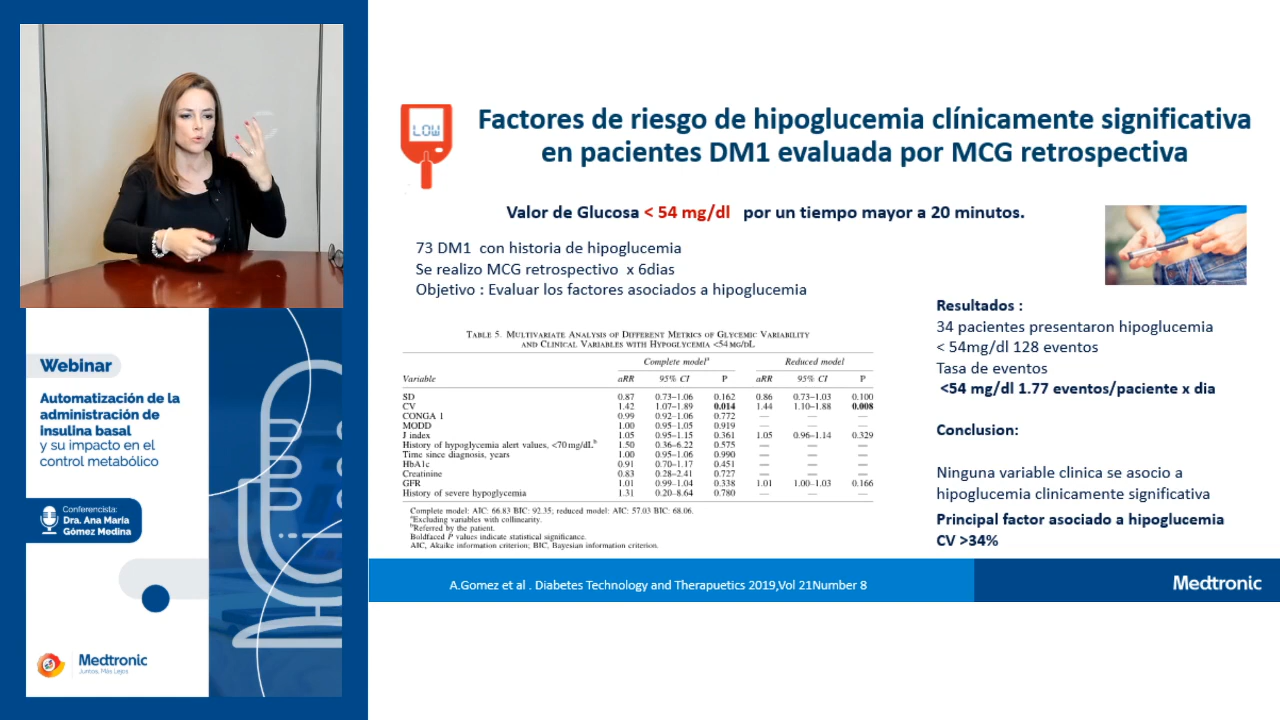 LOW
Factores de riesgo de hipoglucemia clínicamente significativa
en pacientes DM1 evaluada por MCG retrospectiva
Valor de Glucosa < 54 mg/dl por un tiempo mayor a 20 minutos.
73 DM1 con historia de hipoglucemia
Se realizo MCG retrospectivo x 6dias
Objetivo : Evaluar los factores asociados a hipoglucemia
TABLE 5. MULTIVARIATE ANALYSIS OF DIFFERENT METRICS OF GLYCEMIC VARIABILITY
AND CLINICAL VARIABLES WITH HYPOGLYCEMIA <54 MG/DL
Complete modelᵃ Reduced model
Variable aRR 95% CI P aRR 95% CI P
SD 0.87 0.73–1.06 0.162 0.86 0.73–1.03 0.100
CV 1.42 1.07–1.89 0.014 1.44 1.10–1.88 0.008
CONGA 1 0.99 0.92–1.06 0.772 — — —
MODD 1.00 0.95–1.05 0.919 — — —
J index 1.05 0.95–1.15 0.361 1.05 0.96–1.14 0.329
History of hypoglycemia alert values, <70 mg/dLᵇ 1.50 0.36–6.22 0.575 — — —
Time since diagnosis, years 1.00 0.95–1.06 0.990 — — —
HbA1c 0.91 0.70–1.17 0.451 — — —
Creatinine 0.83 0.28–2.41 0.727 — — —
GFR 1.01 0.99–1.04 0.338 1.01 1.00–1.03 0.166
History of severe hypoglycemia 1.31 0.20–8.64 0.780 — — —
Complete model: AIC: 66.83 BIC: 92.35; reduced model: AIC: 57.03 BIC: 68.06.
ᵃExcluding variables with collinearity.
ᵇReferred by the patient.
Boldfaced P values indicate statistical significance.
AIC, Akaike information criterion; BIC, Bayesian information criterion.
Resultados :
34 pacientes presentaron hipoglucemia
< 54mg/dl 128 eventos
Tasa de eventos
<54 mg/dl 1.77 eventos/paciente x dia
Conclusion:
Ninguna variable clinica se asocio a
hipoglucemia clinicamente significativa
Principal factor asociado a hipoglucemia
CV >34%
A.Gomez et al . Diabetes Technology and Therapuetics 2019,Vol 21Number 8
Medtronic
Webinar
Automatización de la
administración de
insulina basal
y su impacto en el
control metabólico
Conferencista:
Dra. Ana María
Gómez Medina
Medtronic
Juntos, Más Lejos